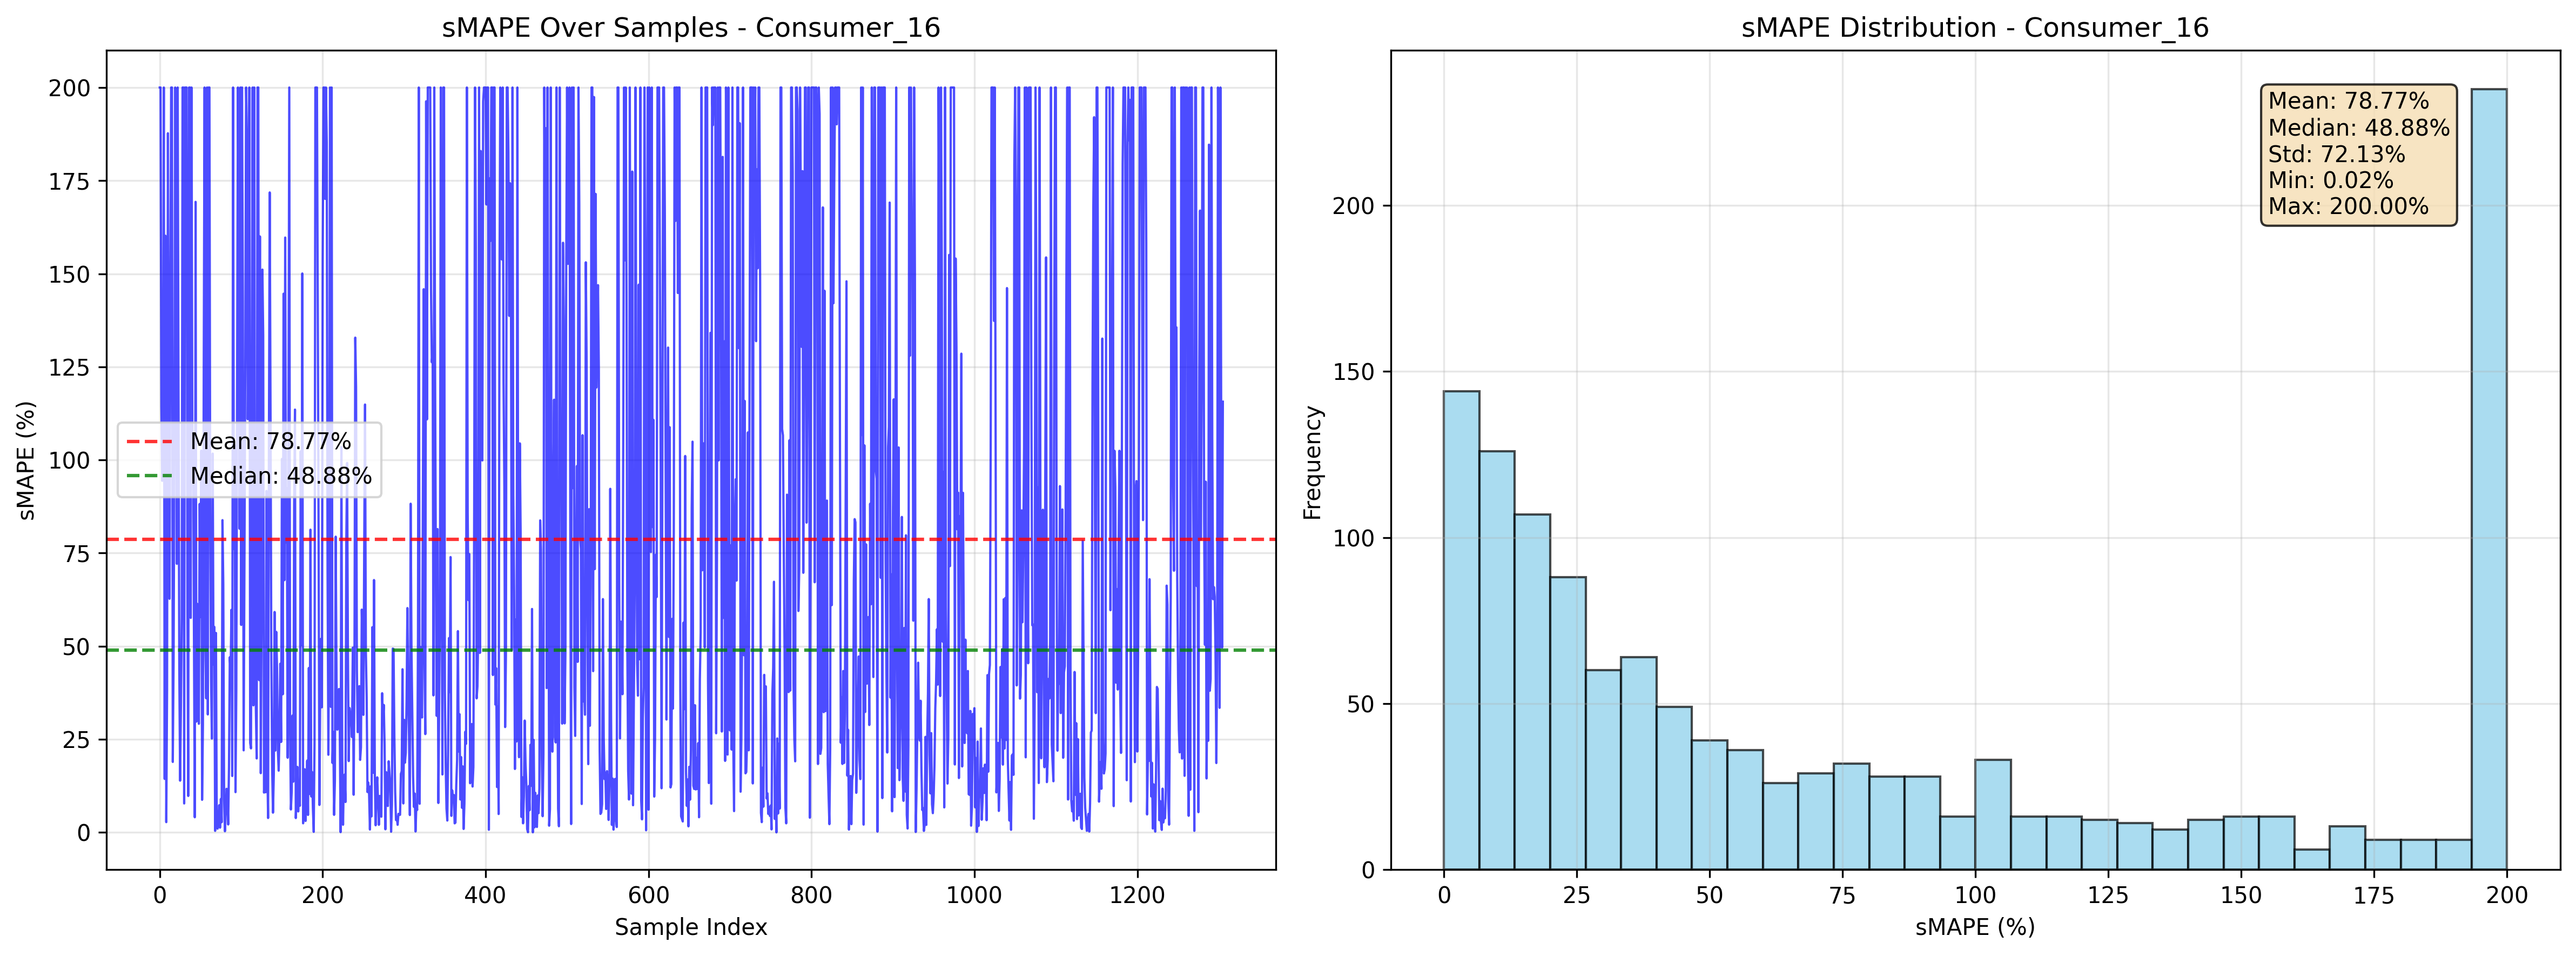 sMAPE Over Samples - Consumer_16
sMAPE (%)
200
175
150
125
100
75
50
25
0
Mean: 78.77%
Median: 48.88%
0
200
400
600
800
1000
1200
Sample Index
sMAPE Distribution - Consumer_16
Frequency
200
150
100
50
0
Mean: 78.77%
Median: 48.88%
Std: 72.13%
Min: 0.02%
Max: 200.00%
0
25
50
75
100
125
150
175
200
sMAPE (%)